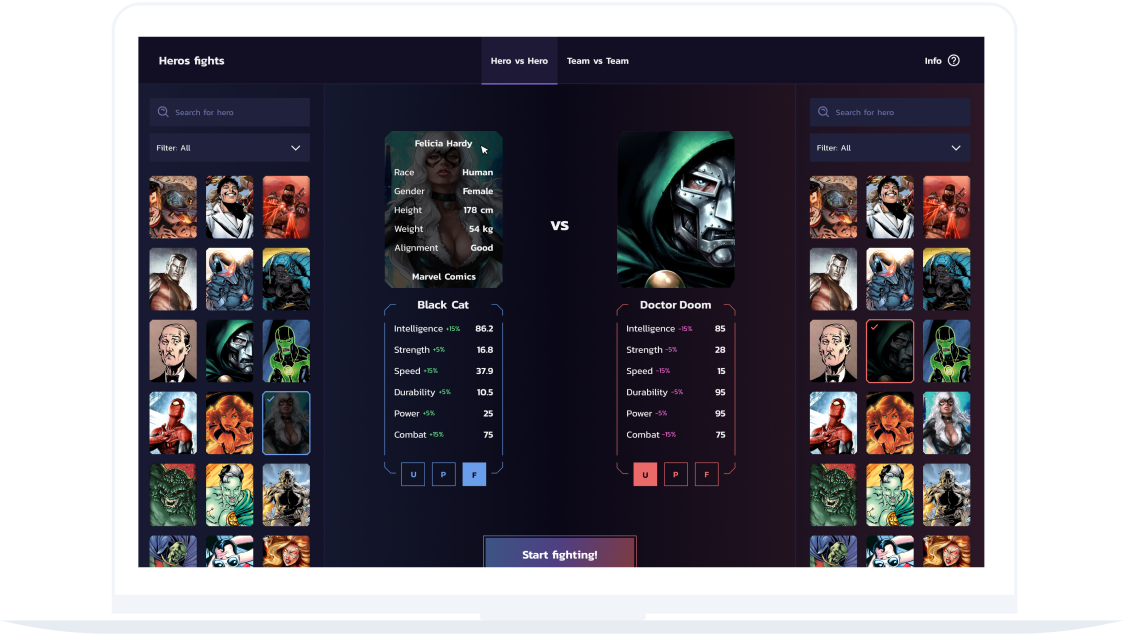 Heros fights
Hero vs Hero
Team vs Team
Info ?
Search for hero
Filter: All
Felicia Hardy
Race Human
Gender Female
Height 178 cm
Weight 54 kg
Alignment Good
Marvel Comics
Black Cat
Intelligence +15% 86.2
Strength +5% 16.8
Speed +15% 37.9
Durability +5% 10.5
Power +5% 25
Combat +15% 75
U P F
VS
Doctor Doom
Intelligence -15% 85
Strength -5% 28
Speed -15% 15
Durability -5% 95
Power -5% 95
Combat -15% 75
U P F
Start fighting!
Search for hero
Filter: All